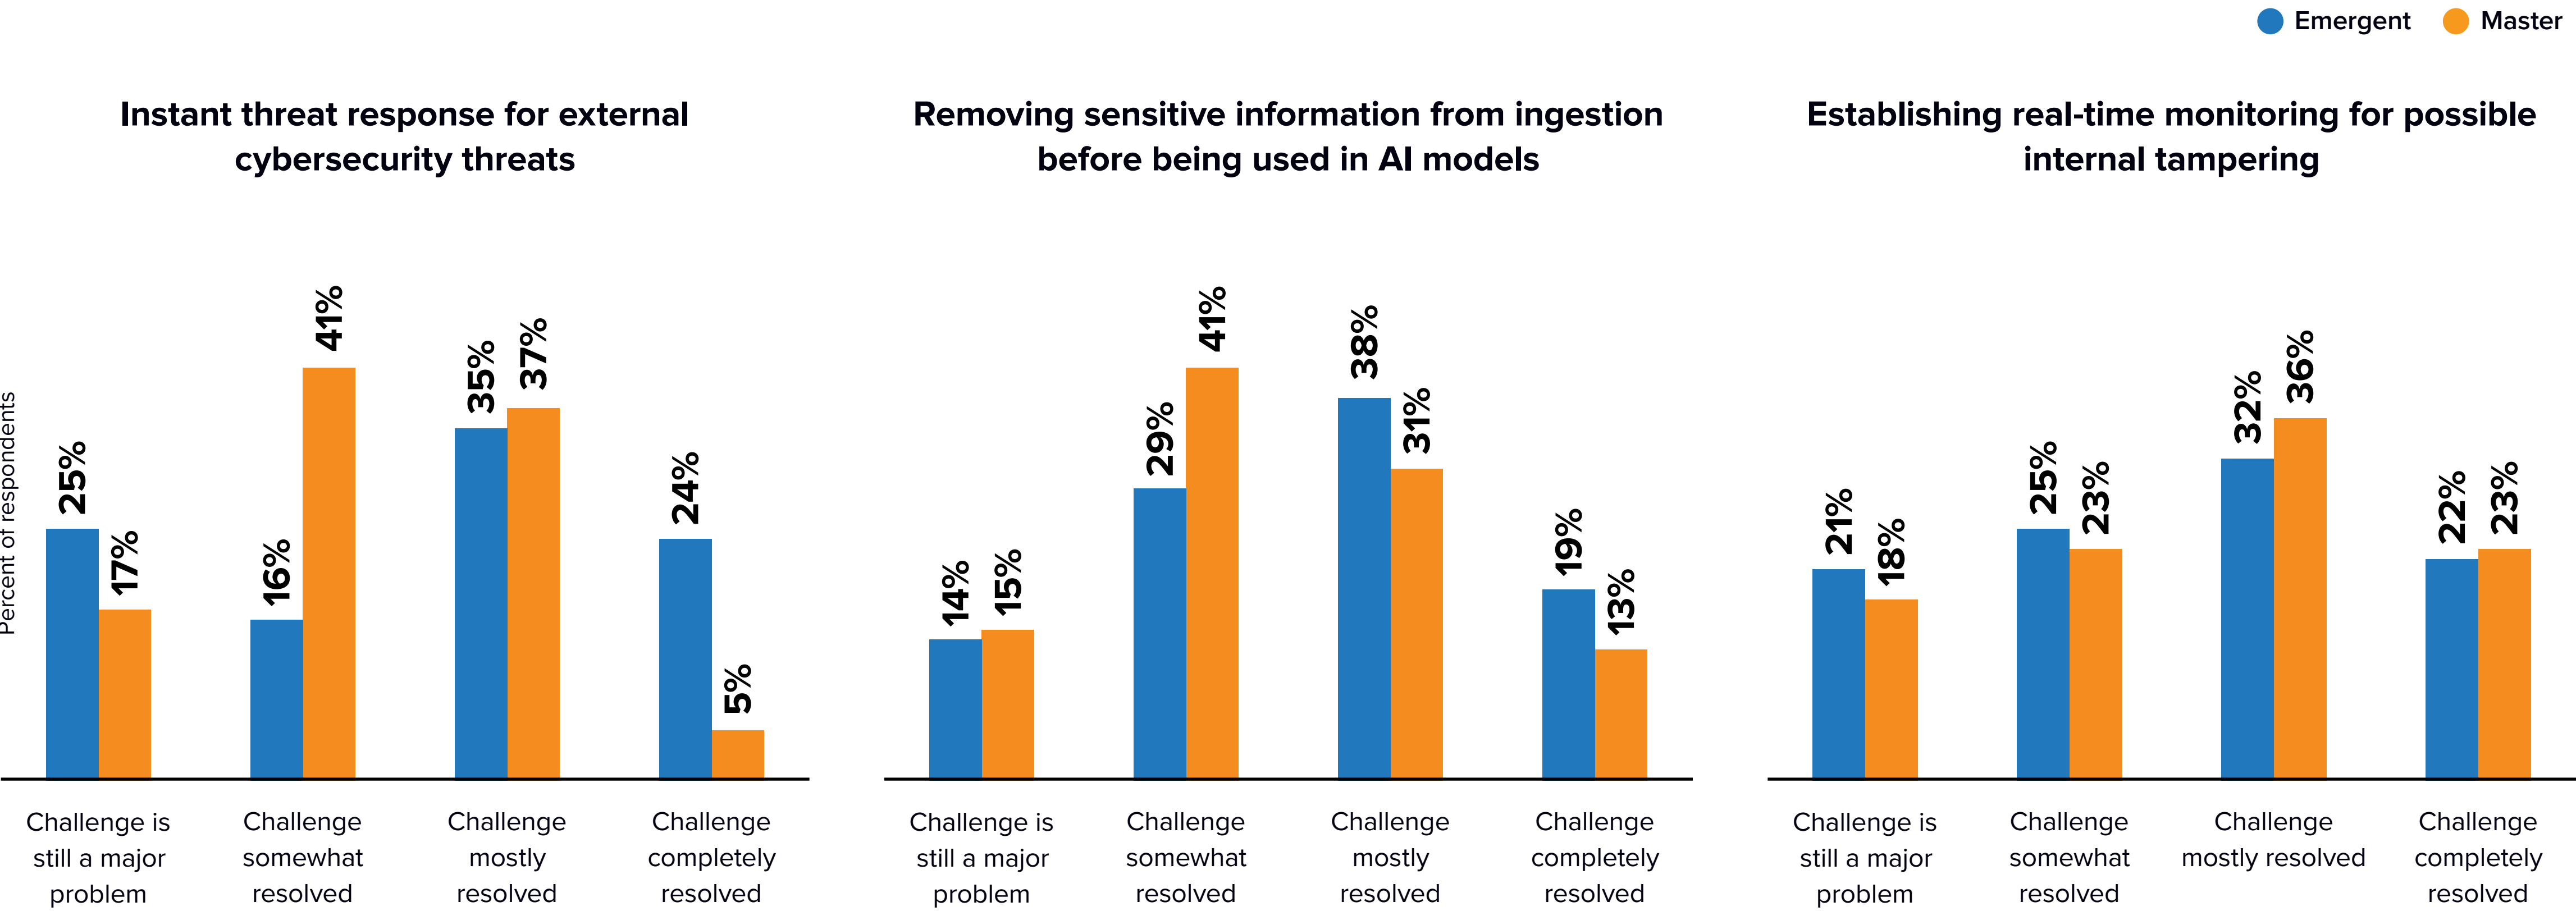 Emergent
Master
Instant threat response for external
cybersecurity threats
Percent of respondents
25%
17%
16%
41%
35%
37%
24%
5%
Challenge is
still a major
problem
Challenge
somewhat
resolved
Challenge
mostly
resolved
Challenge
completely
resolved
Removing sensitive information from ingestion
before being used in AI models
14%
15%
29%
41%
38%
31%
19%
13%
Challenge is
still a major
problem
Challenge
somewhat
resolved
Challenge
mostly
resolved
Challenge
completely
resolved
Establishing real-time monitoring for possible
internal tampering
21%
18%
25%
23%
32%
36%
22%
23%
Challenge is
still a major
problem
Challenge
somewhat
resolved
Challenge
mostly resolved
Challenge
completely
resolved